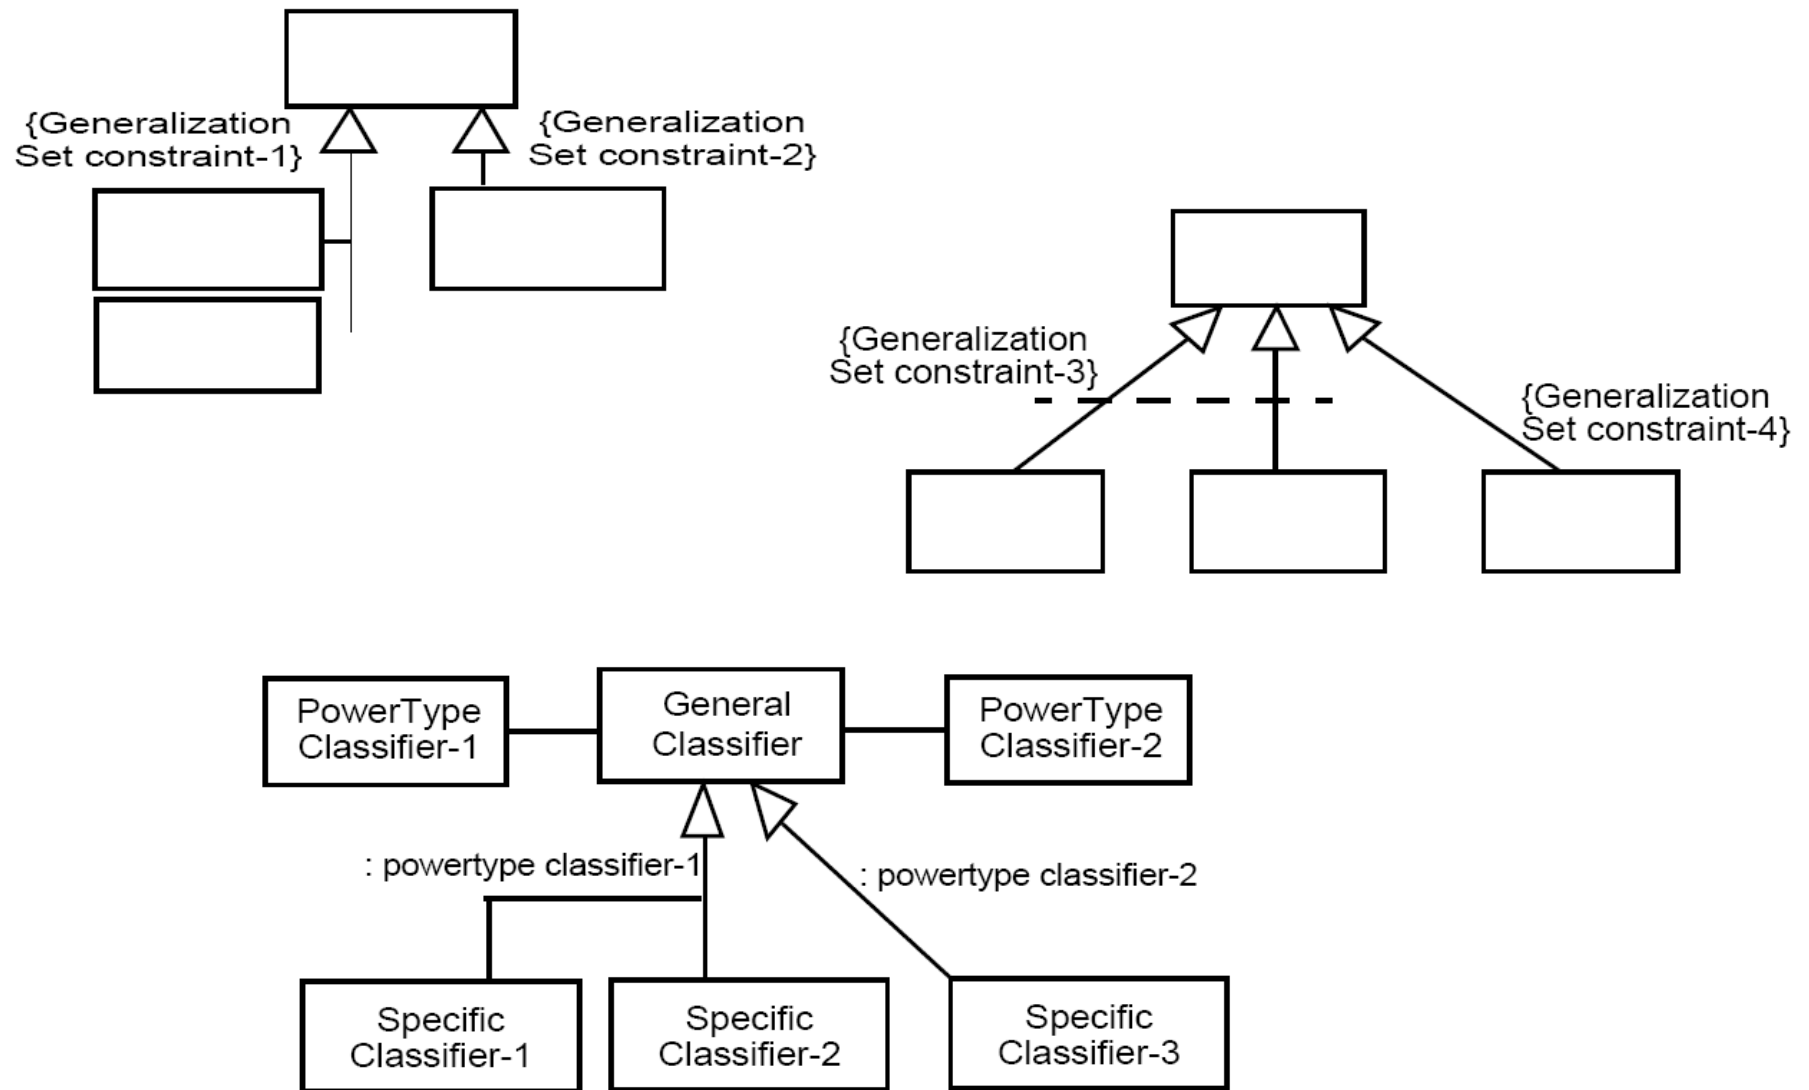 {Generalization
Set constraint-1}
{Generalization
Set constraint-2}
{Generalization
Set constraint-3}
{Generalization
Set constraint-4}
PowerType
Classifier-1
General
Classifier
PowerType
Classifier-2
: powertype classifier-1
: powertype classifier-2
Specific
Classifier-1
Specific
Classifier-2
Specific
Classifier-3